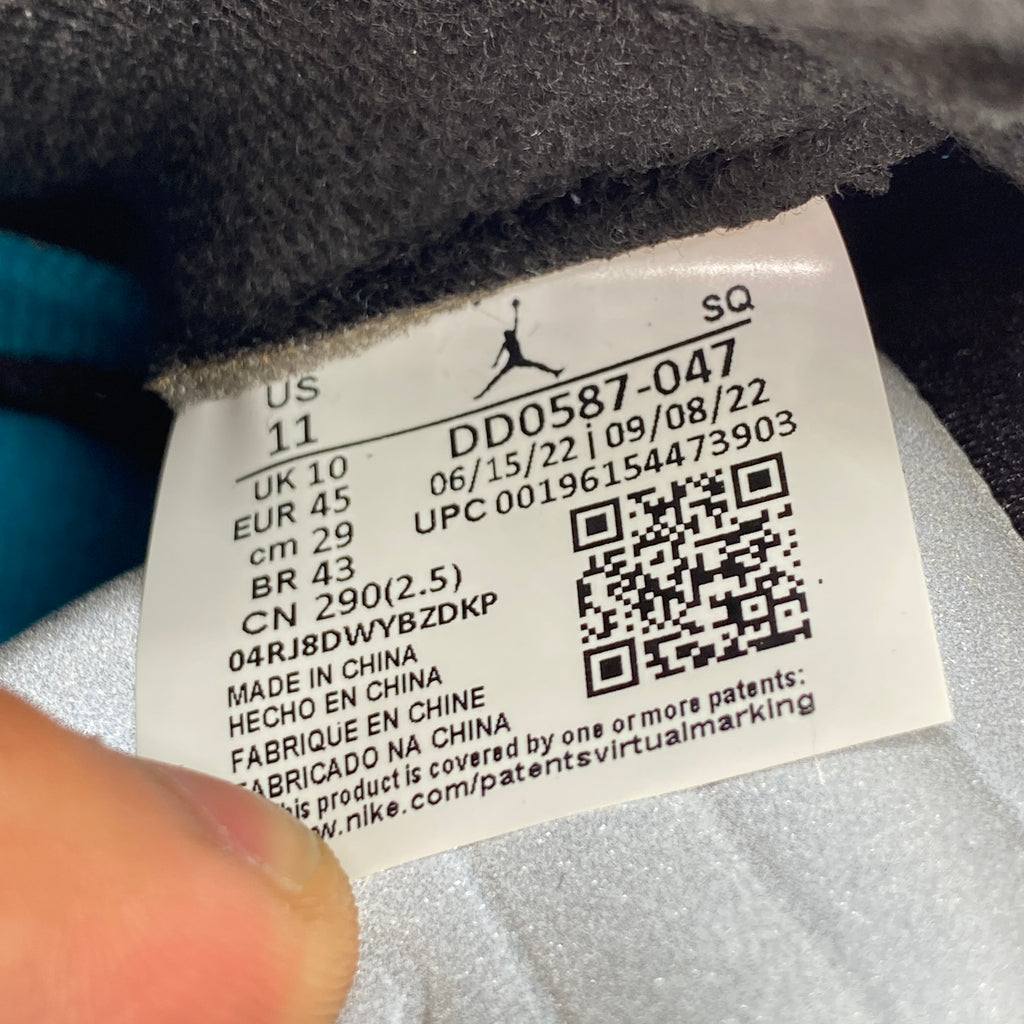 US
11
SQ
DD0587-047
06/15/22 | 09/08/22
UPC 00196154473903
UK 10
EUR 45
cm 29
BR 43
CN 290(2.5)
04RJ8DWYBZDKP
MADE IN CHINA
HECHO EN CHINA
FABRIQUE EN CHINE
FABRICADO NA CHINA
product is covered by one or more patents:
.nike.com/patentsvirtualmarking